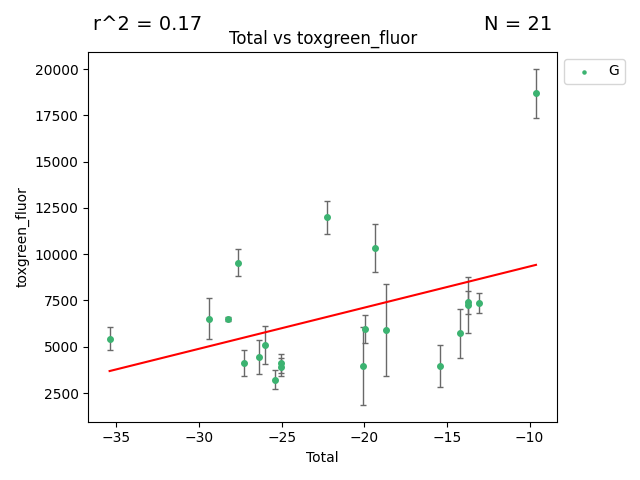 r^2 = 0.17
N = 21
Total vs toxgreen_fluor
G
20000
17500
15000
12500
10000
7500
5000
2500
toxgreen_fluor
−35
−30
−25
−20
−15
−10
Total